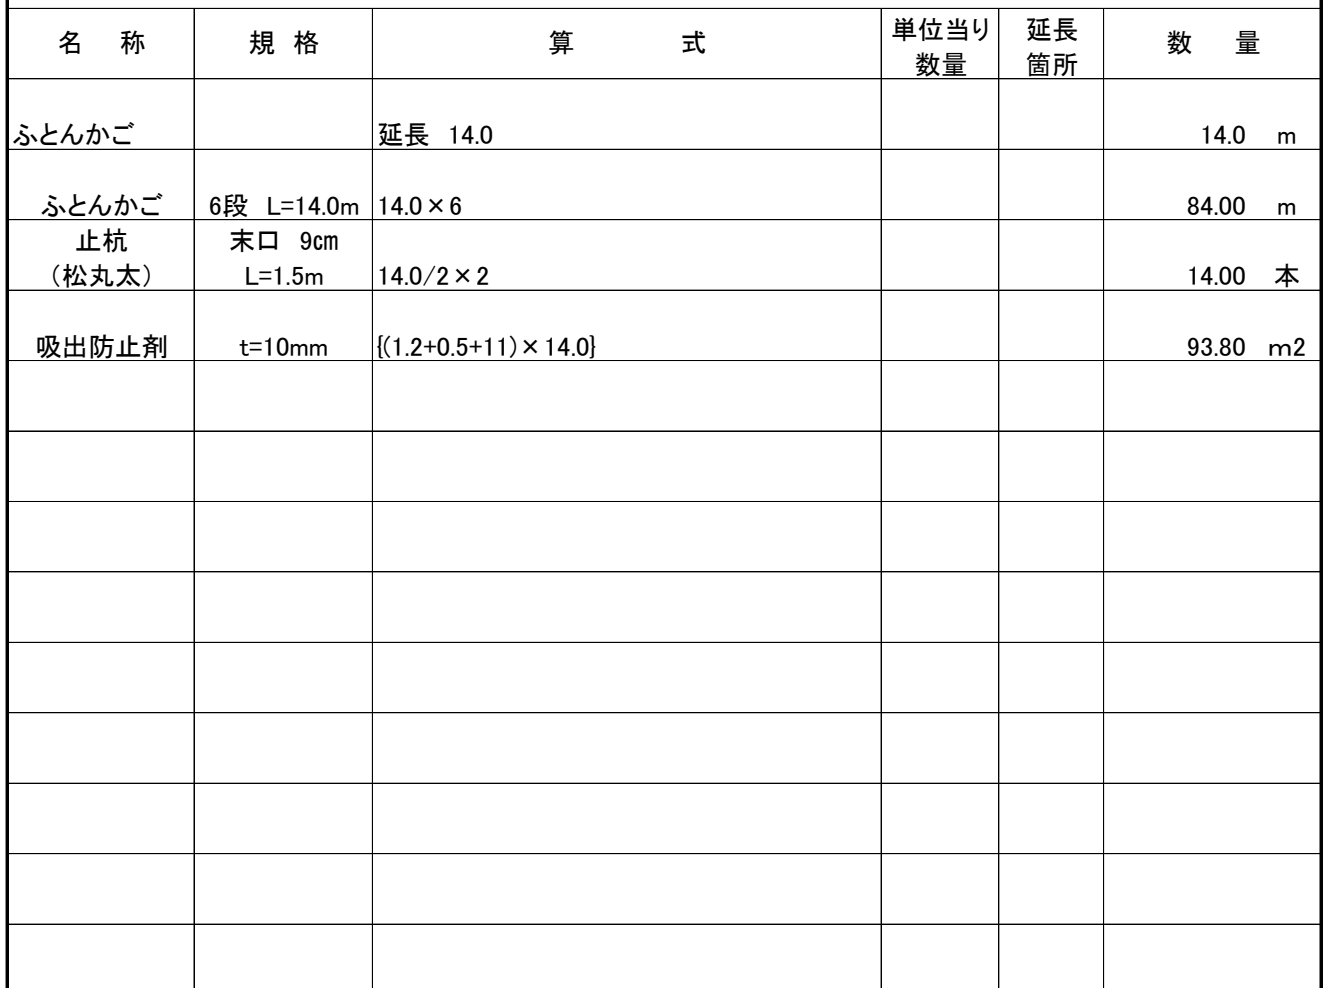 名 称 規 格 算 式 単位当り 数量 延長 箇所 数 量
ふとんかご 延長 14.0 14.0 m
ふとんかご 6段 L=14.0m 14.0×6 84.00 m
止杭 末口 9㎝
（松丸太） L=1.5m 14.0/2×2 14.00 本
吸出防止剤 t=10mm {(1.2+0.5+11)×14.0} 93.80 ｍ2